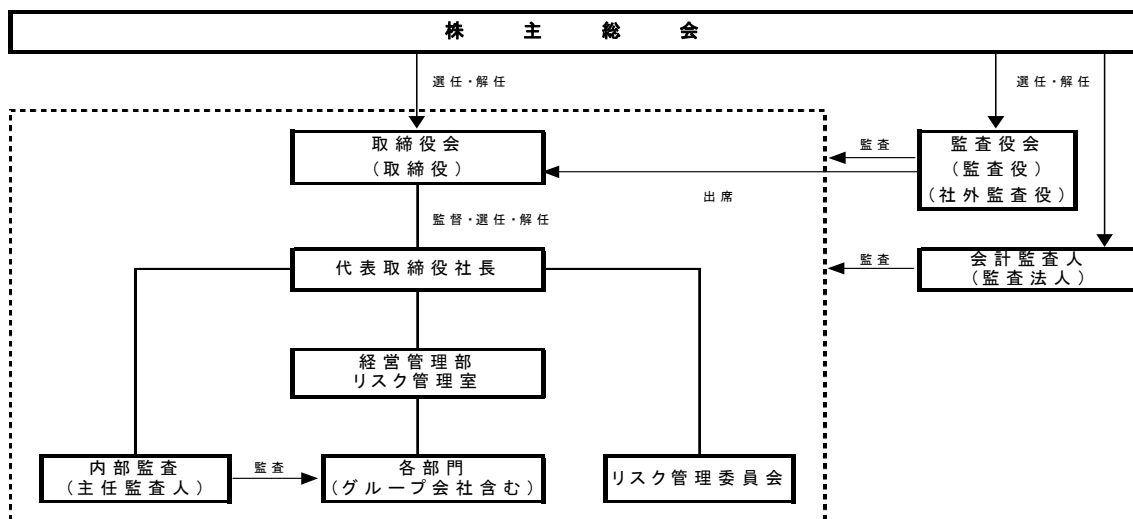 株主総会
選任・解任
選任・解任
取締役会
(取締役)
監査
監査役会
(監査役)
(社外監査役)
出席
監督・選任・解任
代表取締役社長
監査
会計監査人
(監査法人)
経営管理部
リスク管理室
内部監査
(主任監査人)
監査
各部門
(グループ会社含む)
リスク管理委員会